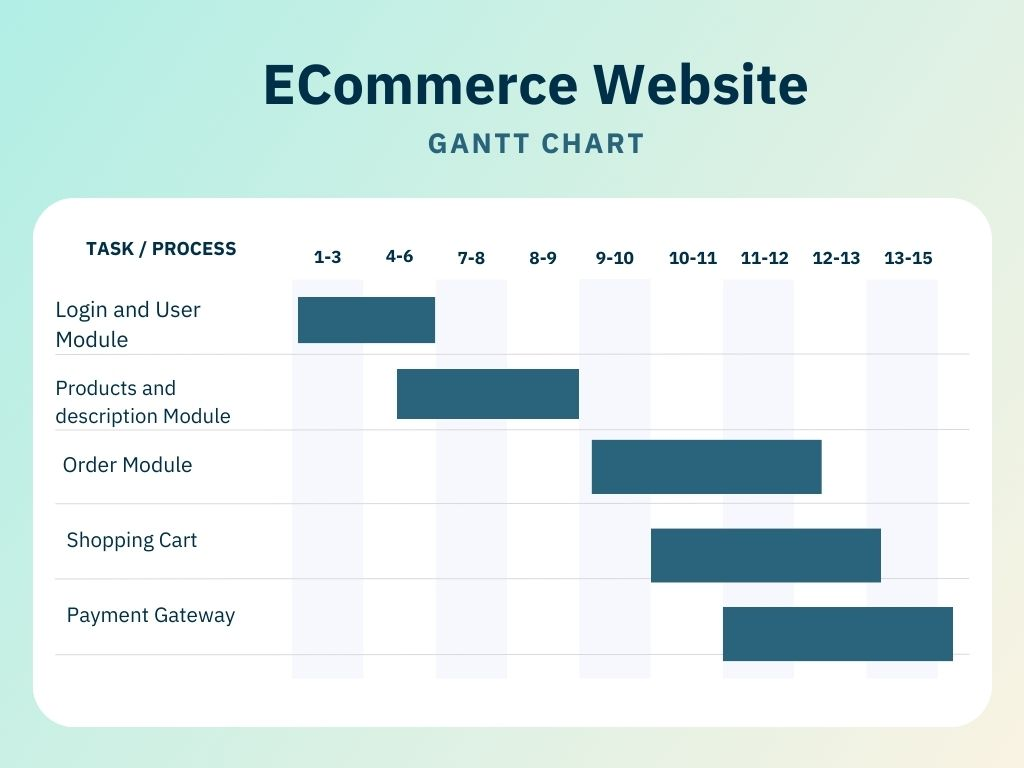 ECommerce Website
GANTT CHART
TASK / PROCESS
1-3 4-6 7-8 8-9 9-10 10-11 11-12 12-13 13-15
Login and User
Module
Products and
description Module
Order Module
Shopping Cart
Payment Gateway